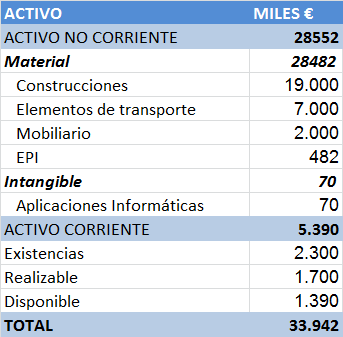 ACTIVO MILES €
ACTIVO NO CORRIENTE 28552
Material 28482
Construcciones 19.000
Elementos de transporte 7.000
Mobiliario 2.000
EPI 482
Intangible 70
Aplicaciones Informáticas 70
ACTIVO CORRIENTE 5.390
Existencias 2.300
Realizable 1.700
Disponible 1.390
TOTAL 33.942